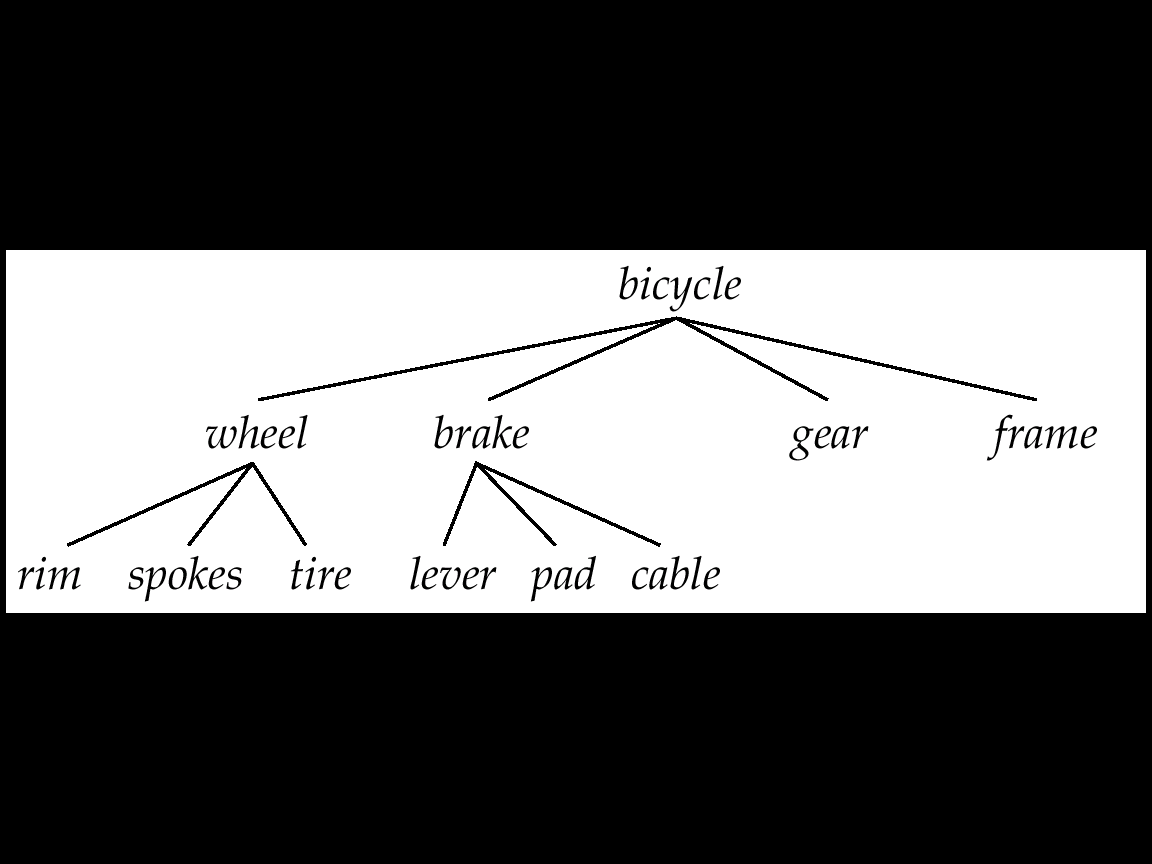 bicycle
wheel brake gear frame
rim spokes tire lever pad cable